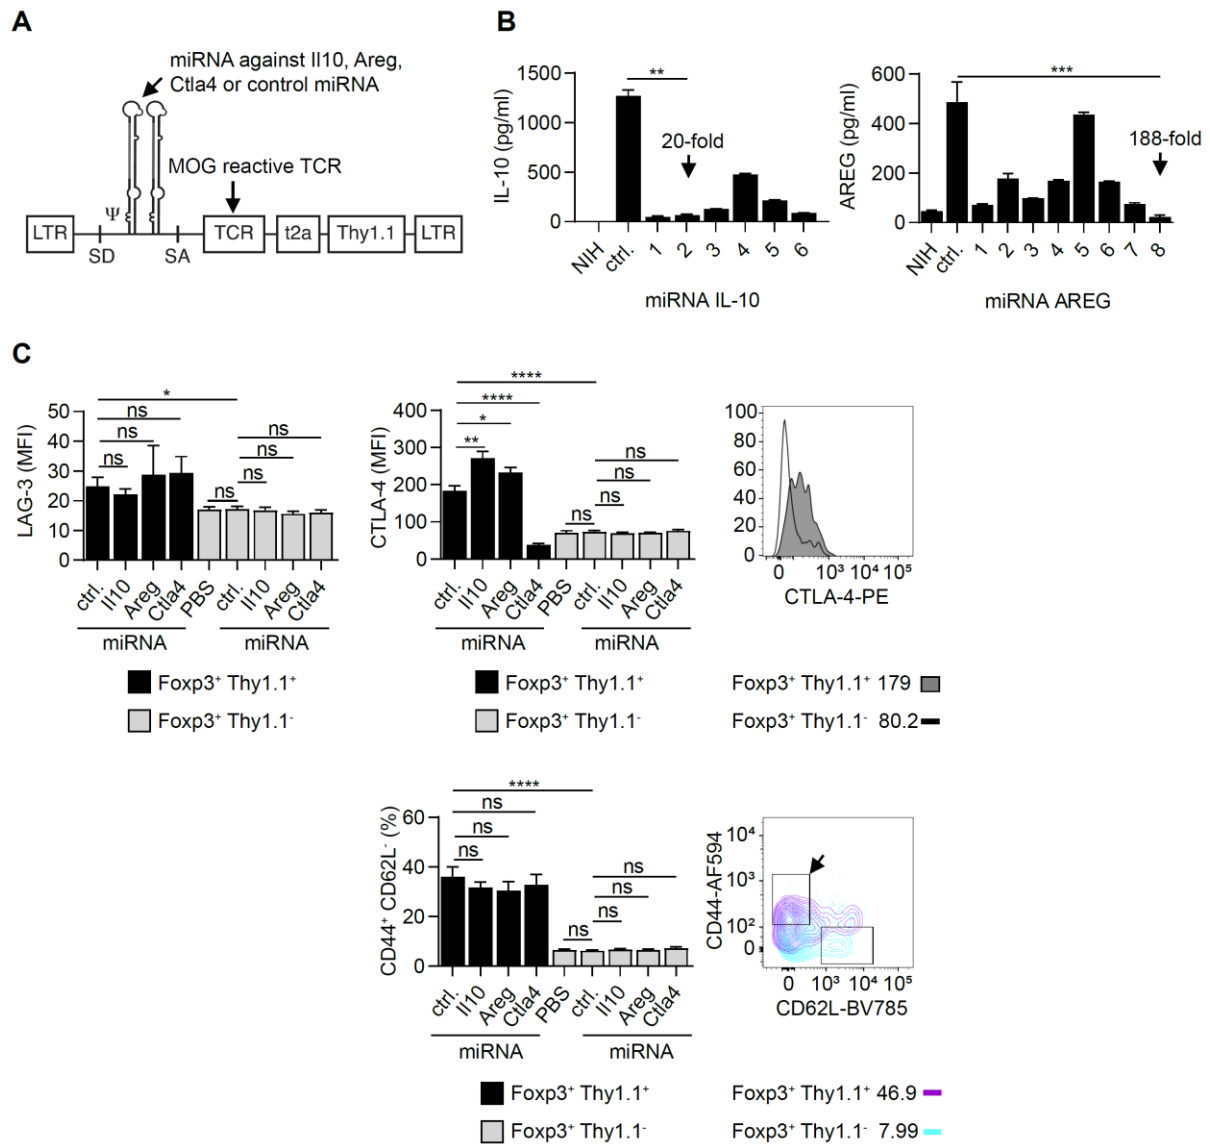 A
miRNA against Il10, Areg,
Ctla4 or control miRNA
MOG reactive TCR
Ψ
LTR
SD
SA
TCR
t2a
Thy1.1
LTR
B
IL-10 (pg/ml)
1500
1000
500
0
**
20-fold
NIH
ctrl.
1
2
3
4
5
6
miRNA IL-10
AREG (pg/ml)
600
400
200
0
***
188-fold
NIH
ctrl.
1
2
3
4
5
6
7
8
miRNA AREG
C
LAG-3 (MFI)
50
40
30
20
10
0
*
ns
ns
ns
ns
ns
ns
ns
ctrl.
Il10
Areg
Ctla4
PBS
ctrl.
Il10
Areg
Ctla4
miRNA
miRNA
Foxp3⁺ Thy1.1⁺
Foxp3⁺ Thy1.1⁻
CTLA-4 (MFI)
400
300
200
100
0
****
****
*
**
ns
ns
ns
ns
ctrl.
Il10
Areg
Ctla4
PBS
ctrl.
Il10
Areg
Ctla4
miRNA
miRNA
Foxp3⁺ Thy1.1⁺
Foxp3⁺ Thy1.1⁻
100
80
60
40
20
0
0 10³ 10⁴ 10⁵
CTLA-4-PE
Foxp3⁺ Thy1.1⁺ 179
Foxp3⁺ Thy1.1⁻ 80.2
CD44⁺ CD62L⁻ (%)
60
40
20
0
****
ns
ns
ns
ns
ns
ns
ns
ctrl.
Il10
Areg
Ctla4
PBS
ctrl.
Il10
Areg
Ctla4
miRNA
miRNA
Foxp3⁺ Thy1.1⁺
Foxp3⁺ Thy1.1⁻
CD44-AF594
10⁴
10³
10²
0
0 10³ 10⁴ 10⁵
CD62L-BV785
Foxp3⁺ Thy1.1⁺ 46.9
Foxp3⁺ Thy1.1⁻ 7.99